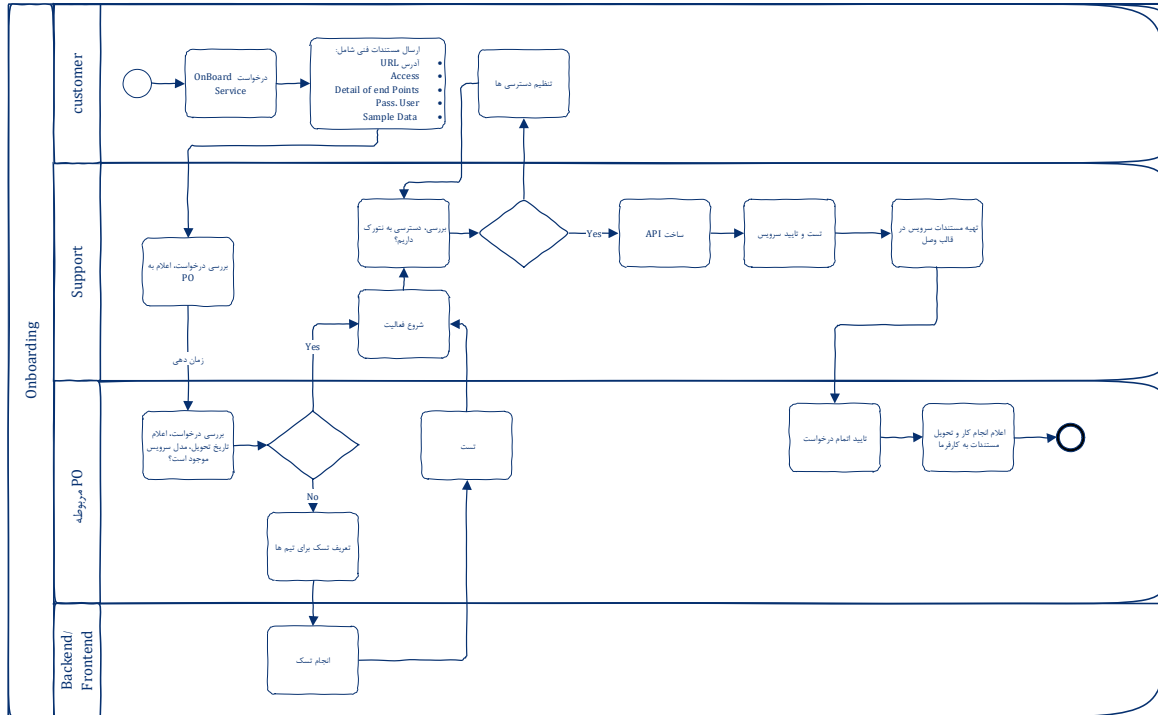 Onboarding
customer
درخواست OnBoard
Service
ارسال مستندات فنی شامل:
آدرس URL
Access
Detail of end Points
Pass, User
Sample Data
تنظیم دسترسی ها
Support
بررسی درخواست، اعلام به
PO
زمان دهی
بررسی، دسترسی به نتورک
داریم؟
شروع فعالیت
Yes
ساخت API
تست و تایید سرویس
تهیه مستندات سرویس در
قالب وصل
PO مربوطه
بررسی درخواست، اعلام
تاریخ تحویل، مدل سرویس
موجود است؟
Yes
No
تعریف تسک برای تیم ها
تست
تایید اتمام درخواست
اعلام انجام کار و تحویل
مستندات به کارفرما
Backend/
Frontend
انجام تسک